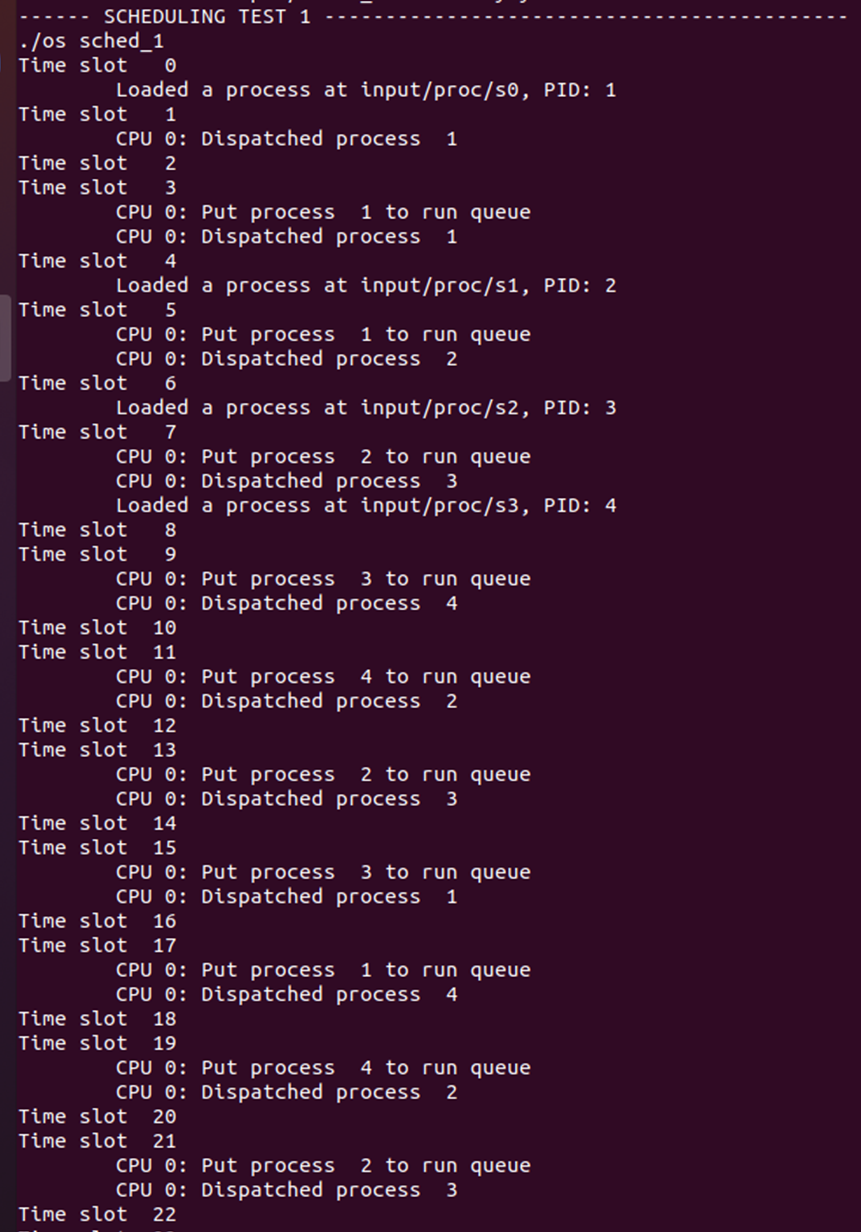 ------ SCHEDULING TEST 1 -------------------------------------------
./os sched_1
Time slot   0
        Loaded a process at input/proc/s0, PID: 1
Time slot   1
        CPU 0: Dispatched process  1
Time slot   2
Time slot   3
        CPU 0: Put process  1 to run queue
        CPU 0: Dispatched process  1
Time slot   4
        Loaded a process at input/proc/s1, PID: 2
Time slot   5
        CPU 0: Put process  1 to run queue
        CPU 0: Dispatched process  2
Time slot   6
        Loaded a process at input/proc/s2, PID: 3
Time slot   7
        CPU 0: Put process  2 to run queue
        CPU 0: Dispatched process  3
        Loaded a process at input/proc/s3, PID: 4
Time slot   8
Time slot   9
        CPU 0: Put process  3 to run queue
        CPU 0: Dispatched process  4
Time slot  10
Time slot  11
        CPU 0: Put process  4 to run queue
        CPU 0: Dispatched process  2
Time slot  12
Time slot  13
        CPU 0: Put process  2 to run queue
        CPU 0: Dispatched process  3
Time slot  14
Time slot  15
        CPU 0: Put process  3 to run queue
        CPU 0: Dispatched process  1
Time slot  16
Time slot  17
        CPU 0: Put process  1 to run queue
        CPU 0: Dispatched process  4
Time slot  18
Time slot  19
        CPU 0: Put process  4 to run queue
        CPU 0: Dispatched process  2
Time slot  20
Time slot  21
        CPU 0: Put process  2 to run queue
        CPU 0: Dispatched process  3
Time slot  22